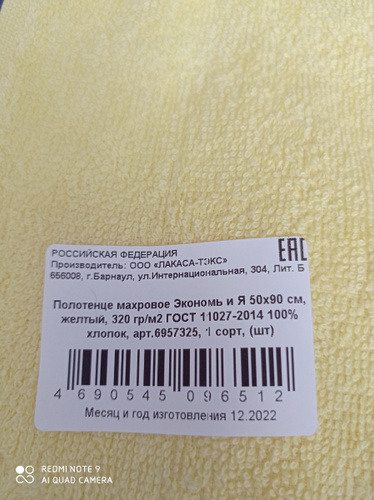 РОССИЙСКАЯ ФЕДЕРАЦИЯ
Производитель: ООО «ЛАКАСА-ТЭКС»
656008, г.Барнаул, ул.Интернациональная, 304, Лит. Б
ЕАС
Полотенце махровое Экономь и Я 50х90 см,
желтый, 320 гр/м2 ГОСТ 11027-2014 100%
хлопок, арт.6957325, 1 сорт, (шт)
4 690545 096512
Месяц и год изготовления 12.2022
REDMI NOTE 9
AI QUAD CAMERA